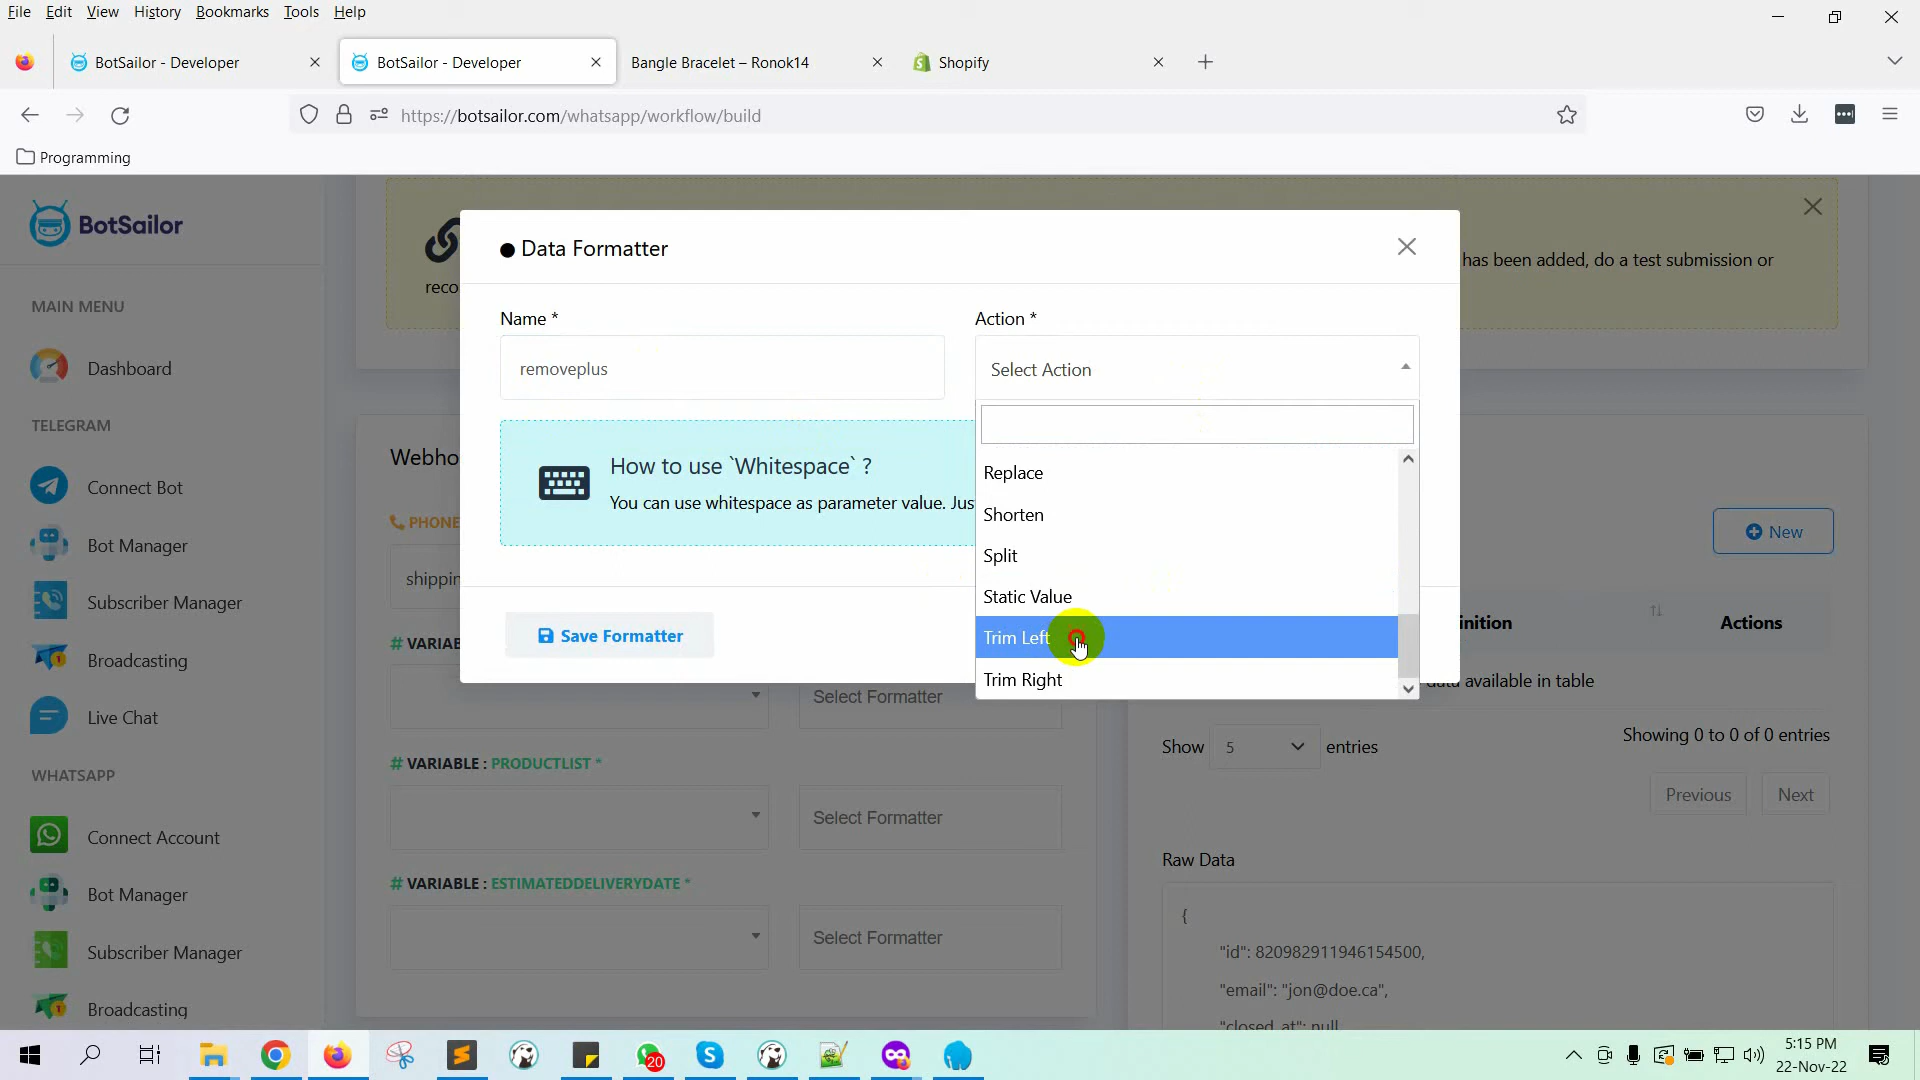 File Edit View History Bookmarks Tools Help
BotSailor - Developer
BotSailor - Developer
Bangle Bracelet – Ronok14
Shopify
https://botsailor.com/whatsapp/workflow/build
Programming
BotSailor
has been added, do a test submission or
reco
Data Formatter
MAIN MENU
Dashboard
TELEGRAM
Connect Bot
Bot Manager
Subscriber Manager
Broadcasting
Live Chat
WHATSAPP
Connect Account
Bot Manager
Subscriber Manager
Broadcasting
Name *
removeplus
Action *
Select Action
How to use `Whitespace` ?
You can use whitespace as parameter value. Jus
Replace
Shorten
Split
Static Value
Trim Left
Trim Right
Save Formatter
Webho
PHONE
shippin
# VARIAB
Select Formatter
# VARIABLE : PRODUCTLIST *
Select Formatter
# VARIABLE : ESTIMATEDDELIVERYDATE *
Select Formatter
New
inition
Actions
data available in table
Show 5 entries
Showing 0 to 0 of 0 entries
Previous
Next
Raw Data
{
"id": 820982911946154500,
"email": "jon@doe.ca",
"closed_at": null
20
5:15 PM
22-Nov-22